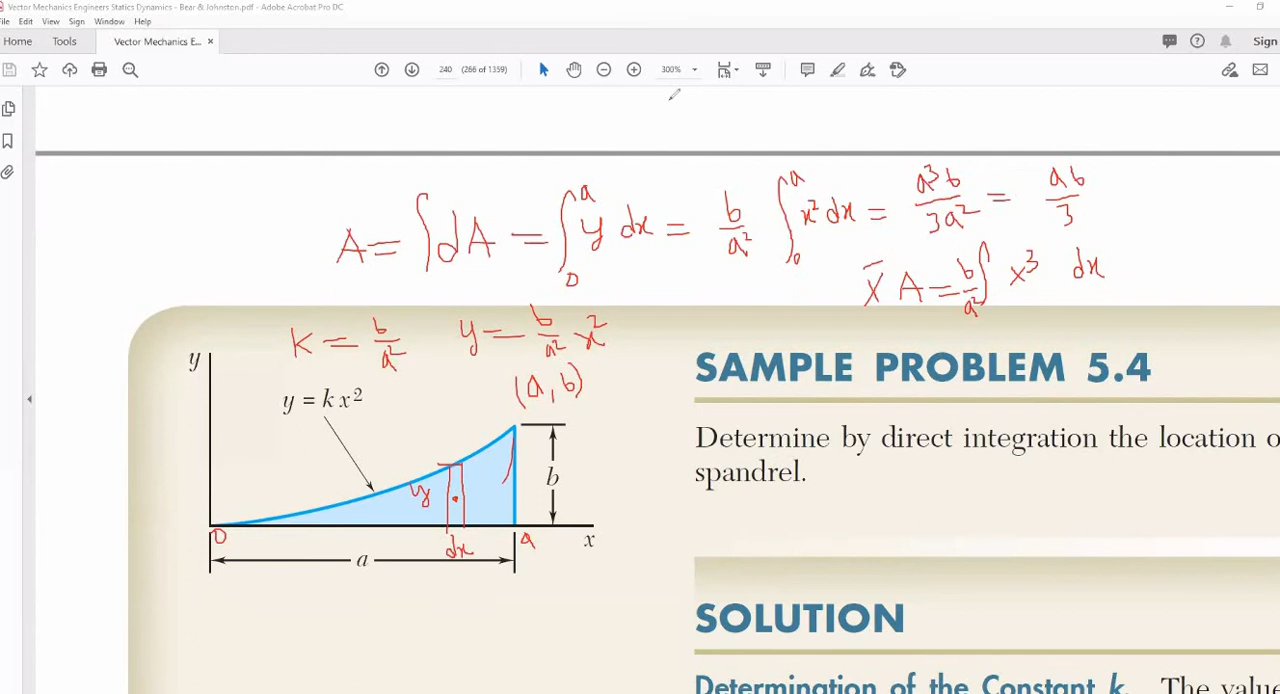 Vector Mechanics Engineers Statics Dynamics - Bear & Johnston.pdf - Adobe Acrobat Pro DC
File Edit View Sign Window Help
Home Tools Vector Mechanics E... × Sign
240 (266 of 1359) 300%
A = ∫dA = ∫₀ᵃ y dx = b/a² ∫₀ᵃ x² dx = a³b/3a² = ab/3
x̄ A = b/a² ∫ x³ dx
K = b/a² y = b/a² x²
(a, b)
y
y = kx²
SAMPLE PROBLEM 5.4
Determine by direct integration the location o
spandrel.
y
b
0 dx a x
a
SOLUTION
Determination of the Constant k. The value